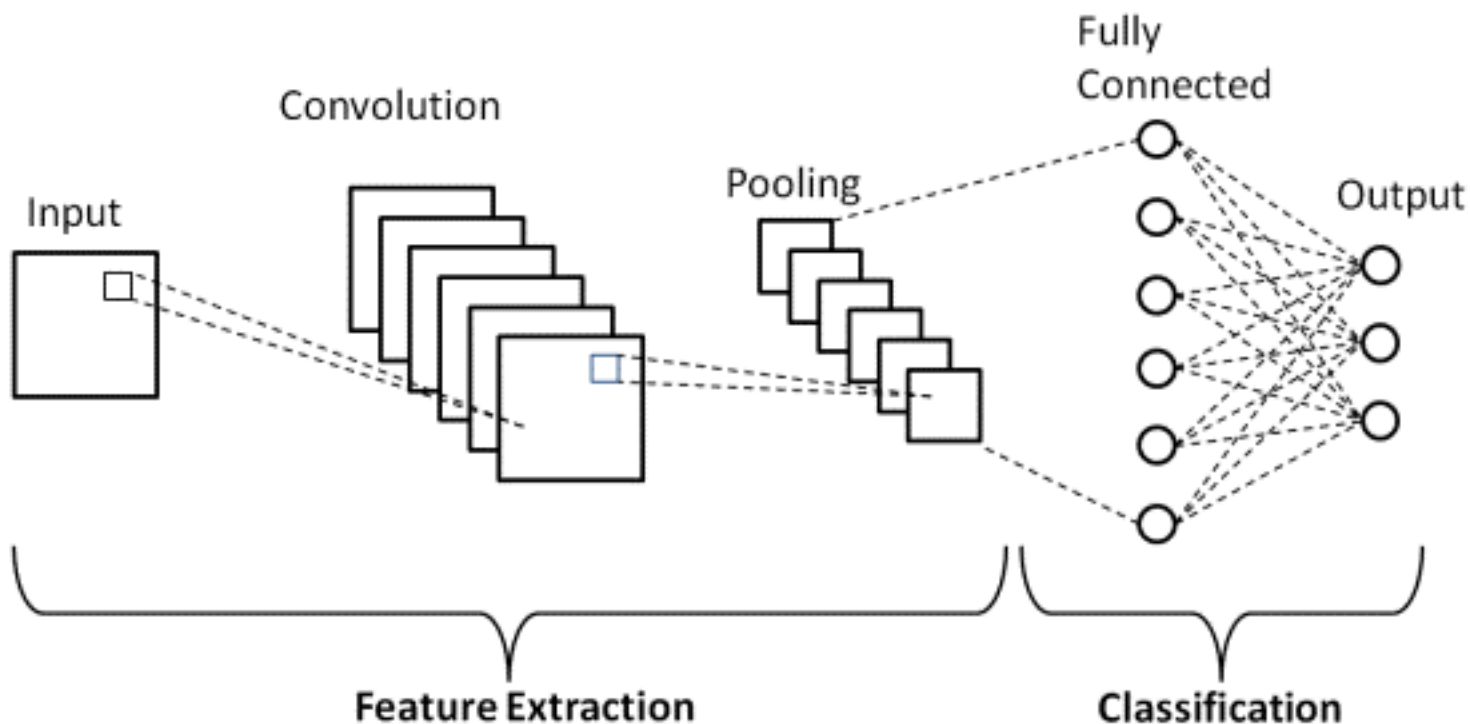 Input
Convolution
Pooling
Fully
Connected
Output
Feature Extraction
Classification